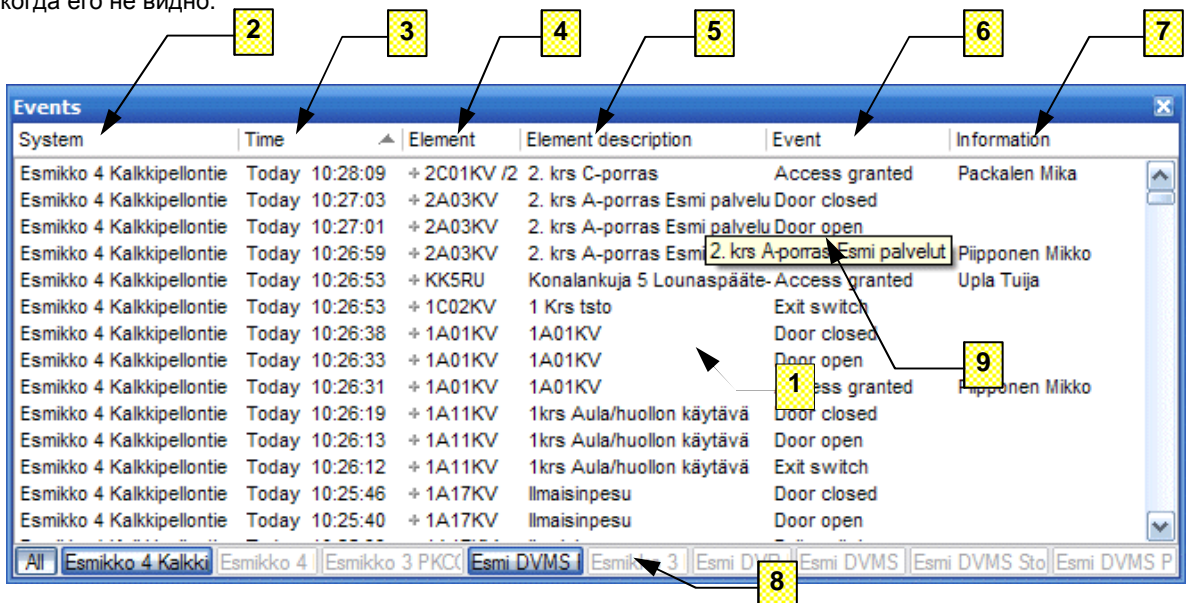 когда его не видно.
2 3 4 5 6 7
Events
System Time Element Element description Event Information
Esmikko 4 Kalkkipellontie Today 10:28:09 2C01KV /2 2. krs C-porras Access granted Packalen Mika
Esmikko 4 Kalkkipellontie Today 10:27:03 2A03KV 2. krs A-porras Esmi palvelu Door closed
Esmikko 4 Kalkkipellontie Today 10:27:01 2A03KV 2. krs A-porras Esmi palvelu Door open
Esmikko 4 Kalkkipellontie Today 10:26:59 2A03KV 2. krs A-porras Esmi 2. krs A-porras Esmi palvelut Piipponen Mikko
Esmikko 4 Kalkkipellontie Today 10:26:53 KK5RU Konalankuja 5 Lounaspääte- Access granted Upla Tuija
Esmikko 4 Kalkkipellontie Today 10:26:53 1C02KV 1 Krs tsto Exit switch
Esmikko 4 Kalkkipellontie Today 10:26:38 1A01KV 1A01KV Door closed
Esmikko 4 Kalkkipellontie Today 10:26:33 1A01KV 1A01KV Door open
9
1
Esmikko 4 Kalkkipellontie Today 10:26:31 1A01KV 1A01KV ess granted Piipponen Mikko
Esmikko 4 Kalkkipellontie Today 10:26:19 1A11KV 1krs Aula/huollon käytävä Door closed
Esmikko 4 Kalkkipellontie Today 10:26:13 1A11KV 1krs Aula/huollon käytävä Door open
Esmikko 4 Kalkkipellontie Today 10:26:12 1A11KV 1krs Aula/huollon käytävä Exit switch
Esmikko 4 Kalkkipellontie Today 10:25:46 1A17KV Ilmaisinpesu Door closed
Esmikko 4 Kalkkipellontie Today 10:25:40 1A17KV Ilmaisinpesu Door open
All Esmikko 4 Kalkki Esmikko 4 Esmikko 3 PKC Esmi DVMS Esmikko 3 Esmi DV Esmi DVMS Esmi DVMS Sto Esmi DVMS P
8